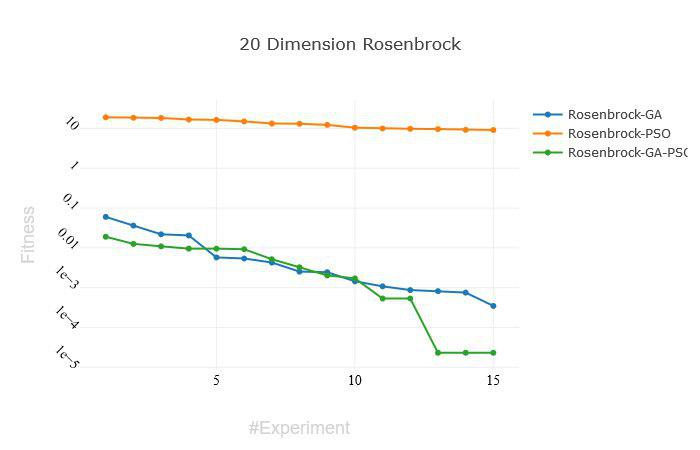 20 Dimension Rosenbrock
Rosenbrock-GA
Rosenbrock-PSO
Rosenbrock-GA-PSO
10
1
0.1
0.01
1e−3
1e−4
1e−5
Fitness
5
10
15
#Experiment